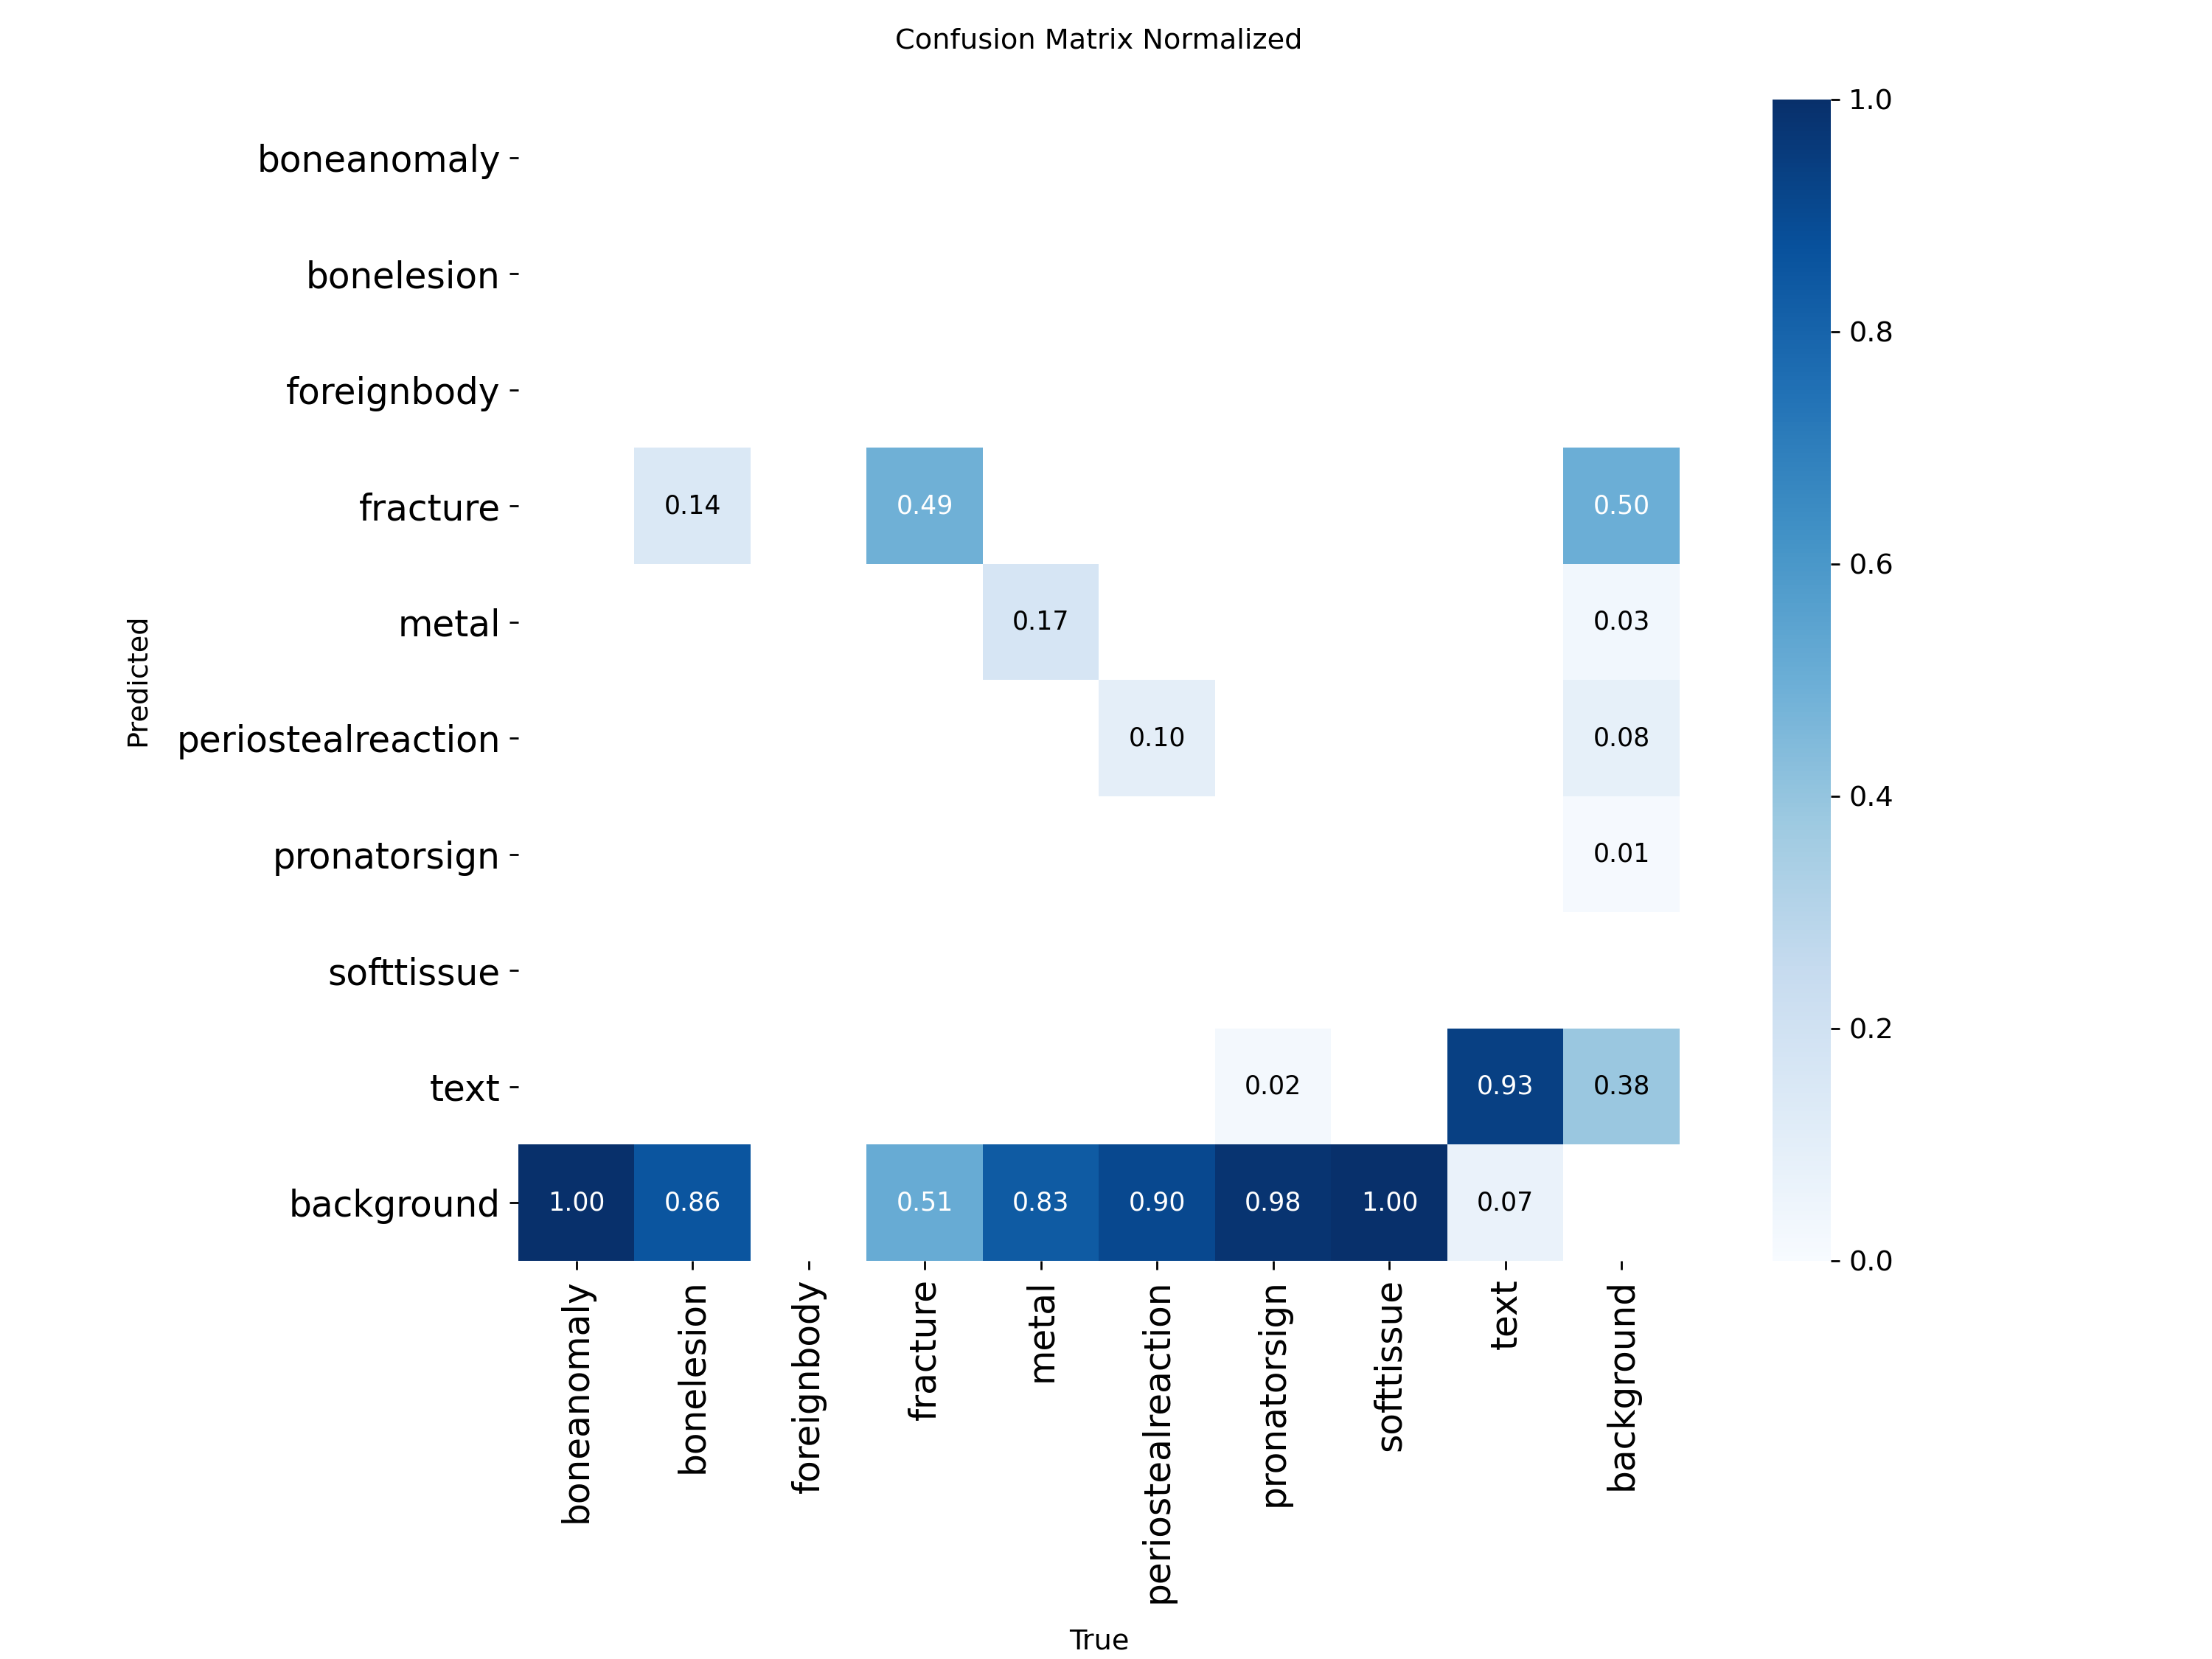 Confusion Matrix Normalized
1.0
boneanomaly
bonelesion
0.8
foreignbody
fracture 0.14 0.49 0.50
0.6
metal 0.17 0.03
Predicted
periostealreaction 0.10 0.08
0.4
pronatorsign 0.01
softtissue
0.2
text 0.02 0.93 0.38
background 1.00 0.86 0.51 0.83 0.90 0.98 1.00 0.07
0.0
boneanomaly bonelesion foreignbody fracture metal periostealreaction pronatorsign softtissue text background
True